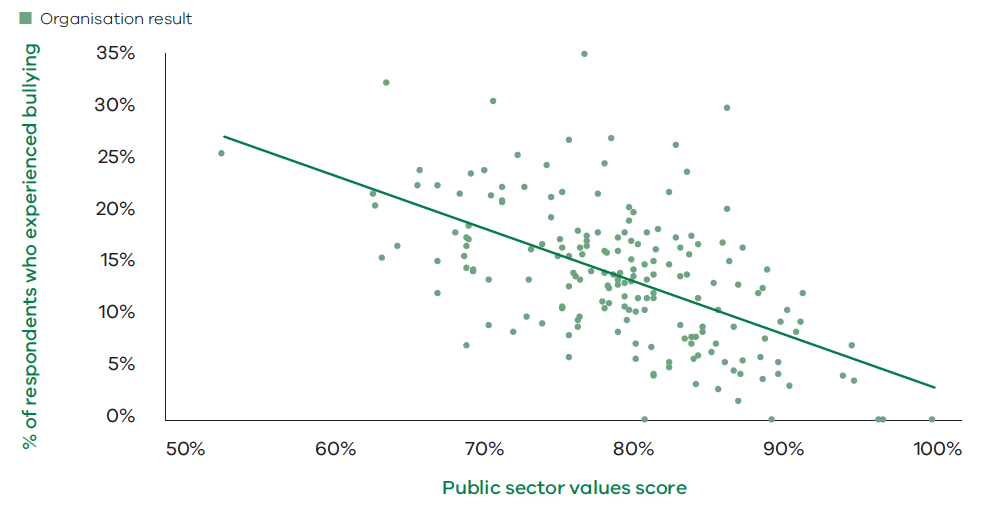 Organisation result
% of respondents who experienced bullying
35%
30%
25%
20%
15%
10%
5%
0%
50% 60% 70% 80% 90% 100%
Public sector values score